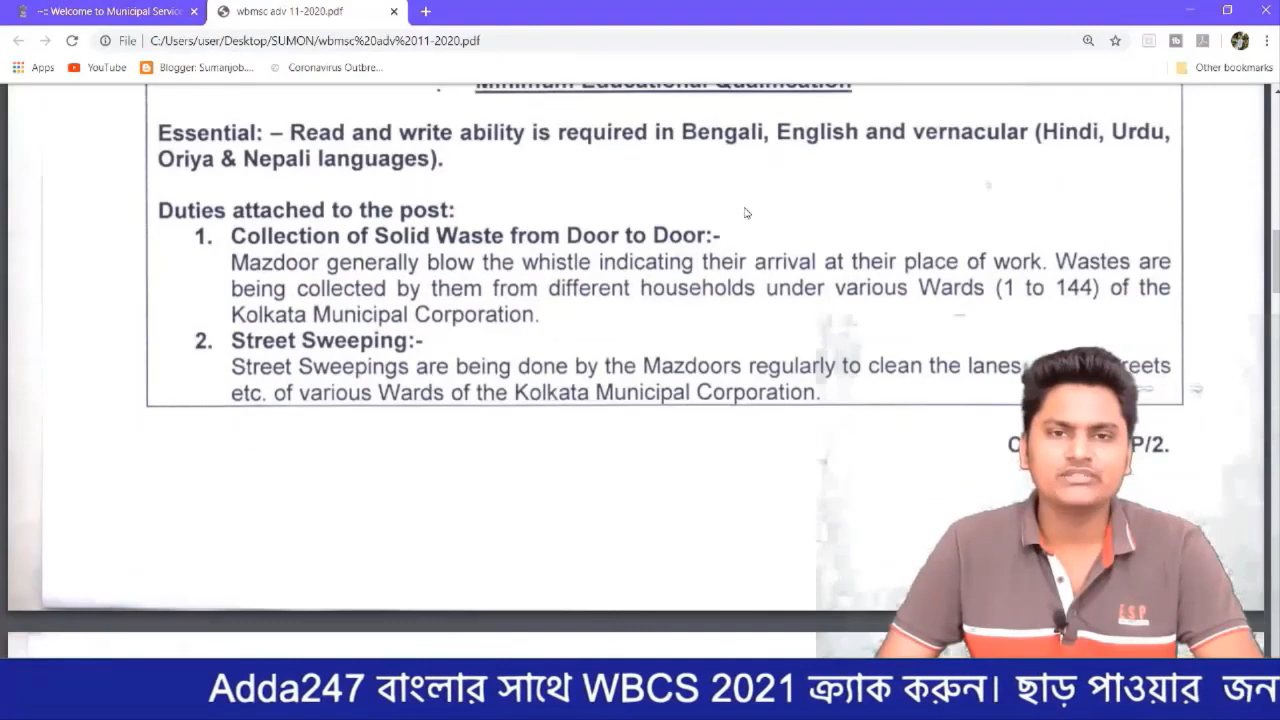 -:: Welcome to Municipal Service
wbmsc adv 11-2020.pdf
File C:/Users/user/Desktop/SUMON/wbmsc%20adv%2011-2020.pdf
Apps YouTube Blogger: Sumanjob.... Coronavirus Outbre... Other bookmarks
Minimum Educational Qualification
Essential: – Read and write ability is required in Bengali, English and vernacular (Hindi, Urdu,
Oriya & Nepali languages).
Duties attached to the post:
1. Collection of Solid Waste from Door to Door:-
Mazdoor generally blow the whistle indicating their arrival at their place of work. Wastes are
being collected by them from different households under various Wards (1 to 144) of the
Kolkata Municipal Corporation.
2. Street Sweeping:-
Street Sweepings are being done by the Mazdoors regularly to clean the lanes
etc. of various Wards of the Kolkata Municipal Corporation.
P/2.
ESP
Adda247 বাংলার সাথে WBCS 2021 ক্র্যাক করুন। ছাড় পাওয়ার জন